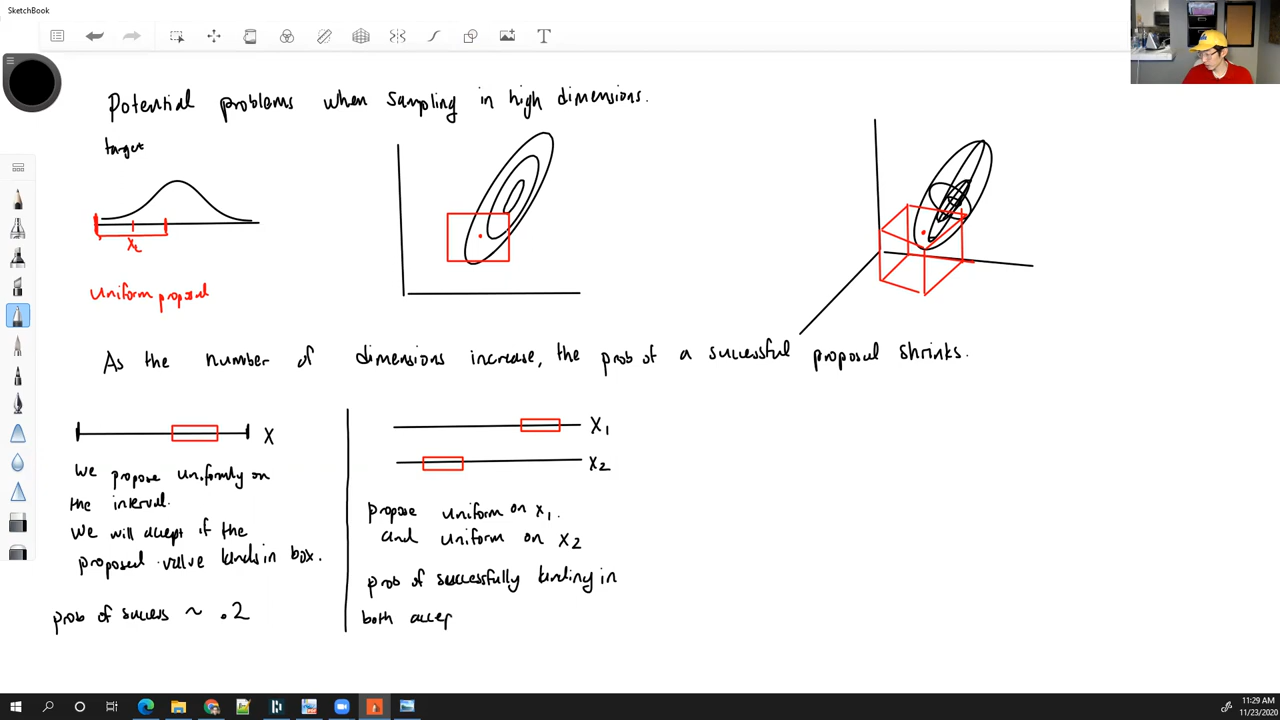 SketchBook
Potential problems when sampling in high dimensions.
target
Xt
Uniform proposal
As the number of dimensions increase, the prob of a successful proposal shrinks.
X
We propose uniformly on
the interval.
We will accept if the
proposed value lands in box.
prob of success ~ .2
X1
X2
propose uniform on X1.
and uniform on X2
prob of successfully landing in
both accep
11:29 AM
11/23/2020